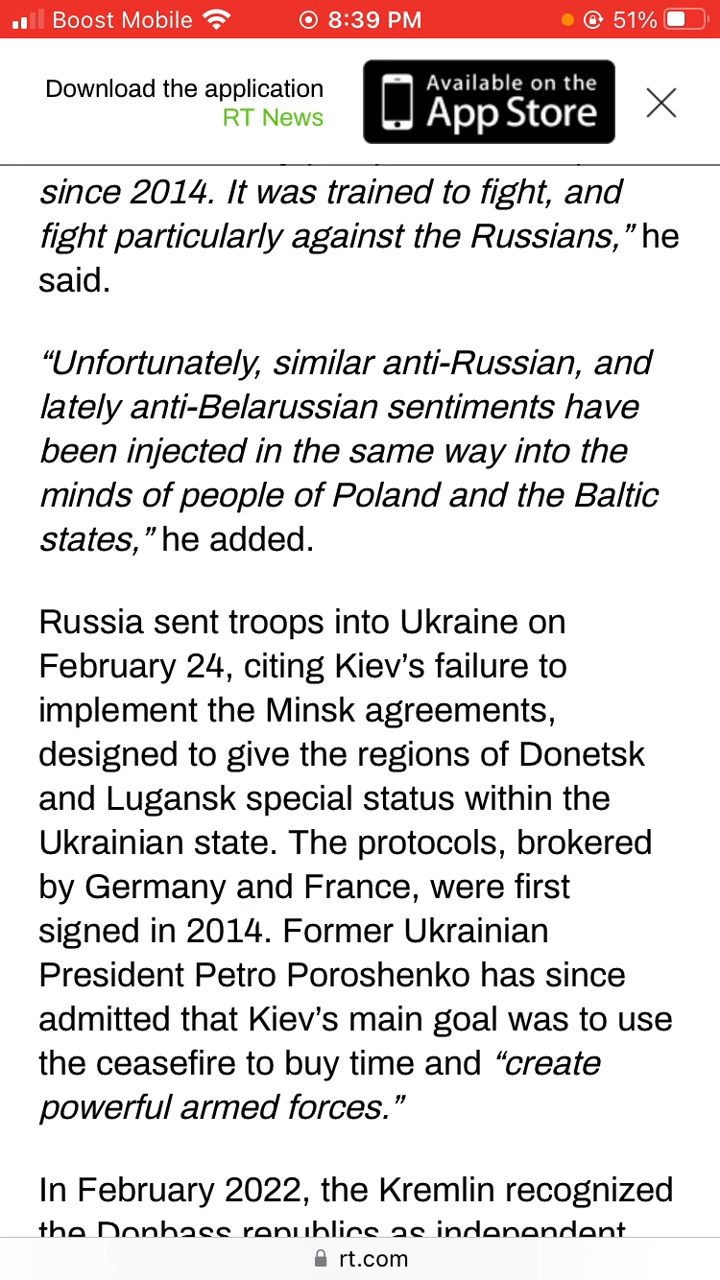 Boost Mobile 8:39 PM 51%
Download the application
RT News
Available on the
App Store
since 2014. It was trained to fight, and
fight particularly against the Russians,” he
said.
“Unfortunately, similar anti-Russian, and
lately anti-Belarussian sentiments have
been injected in the same way into the
minds of people of Poland and the Baltic
states,” he added.
Russia sent troops into Ukraine on
February 24, citing Kiev’s failure to
implement the Minsk agreements,
designed to give the regions of Donetsk
and Lugansk special status within the
Ukrainian state. The protocols, brokered
by Germany and France, were first
signed in 2014. Former Ukrainian
President Petro Poroshenko has since
admitted that Kiev’s main goal was to use
the ceasefire to buy time and “create
powerful armed forces.”
In February 2022, the Kremlin recognized
the Donbass republics as independent
rt.com